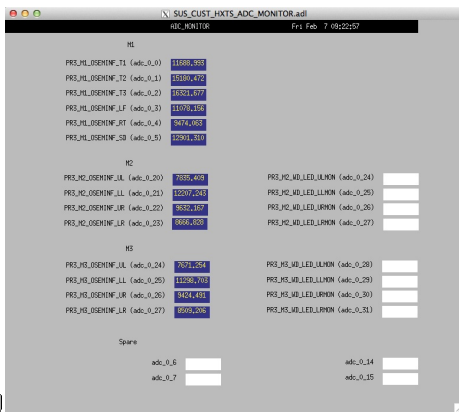 SUS_CUST_HXTS_ADC_MONITOR.adl
ADC_MONITOR Fri Feb 7 09:22:57
M1
PR3_M1_OSEMINF_T1 (adc_0_0) 11688.993
PR3_M1_OSEMINF_T2 (adc_0_1) 15180.472
PR3_M1_OSEMINF_T3 (adc_0_2) 16321.677
PR3_M1_OSEMINF_LF (adc_0_3) 11078.156
PR3_M1_OSEMINF_RT (adc_0_4) 9474.063
PR3_M1_OSEMINF_SD (adc_0_5) 12901.310
M2
PR3_M2_OSEMINF_UL (adc_0_20) 7835.409 PR3_M2_WD_LED_ULMON (adc_0_24)
PR3_M2_OSEMINF_LL (adc_0_21) 12207.243 PR3_M2_WD_LED_LLMON (adc_0_25)
PR3_M2_OSEMINF_UR (adc_0_22) 9632.167 PR3_M2_WD_LED_URMON (adc_0_26)
PR3_M2_OSEMINF_LR (adc_0_23) 8666.828 PR3_M2_WD_LED_LRMON (adc_0_27)
M3
PR3_M3_OSEMINF_UL (adc_0_24) 7671.254 PR3_M3_WD_LED_ULMON (adc_0_28)
PR3_M3_OSEMINF_LL (adc_0_25) 11298.703 PR3_M3_WD_LED_LLMON (adc_0_29)
PR3_M3_OSEMINF_UR (adc_0_26) 9424.491 PR3_M3_WD_LED_URMON (adc_0_30)
PR3_M3_OSEMINF_LR (adc_0_27) 8509.206 PR3_M3_WD_LED_LRMON (adc_0_31)
Spare
adc_0_6 adc_0_14
adc_0_7 adc_0_15